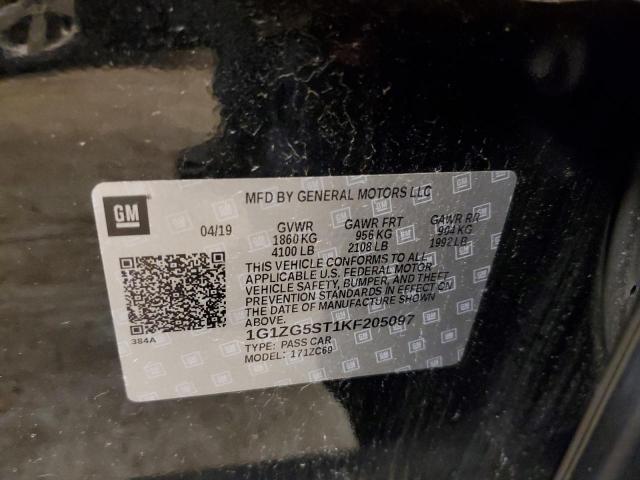 GM
MFD BY GENERAL MOTORS LLC
04/19 GVWR GAWR FRT GAWR RR
1860 KG 956 KG 904 KG
4100 LB 2108 LB 1992 LB
THIS VEHICLE CONFORMS TO ALL
APPLICABLE U.S. FEDERAL MOTOR
VEHICLE SAFETY, BUMPER, AND THEFT
PREVENTION STANDARDS IN EFFECT ON
THE DATE OF MANUFACTURE SHOWN
ABOVE.
1G1ZG5ST1KF205097
TYPE: PASS CAR
MODEL: 171ZC69
384A